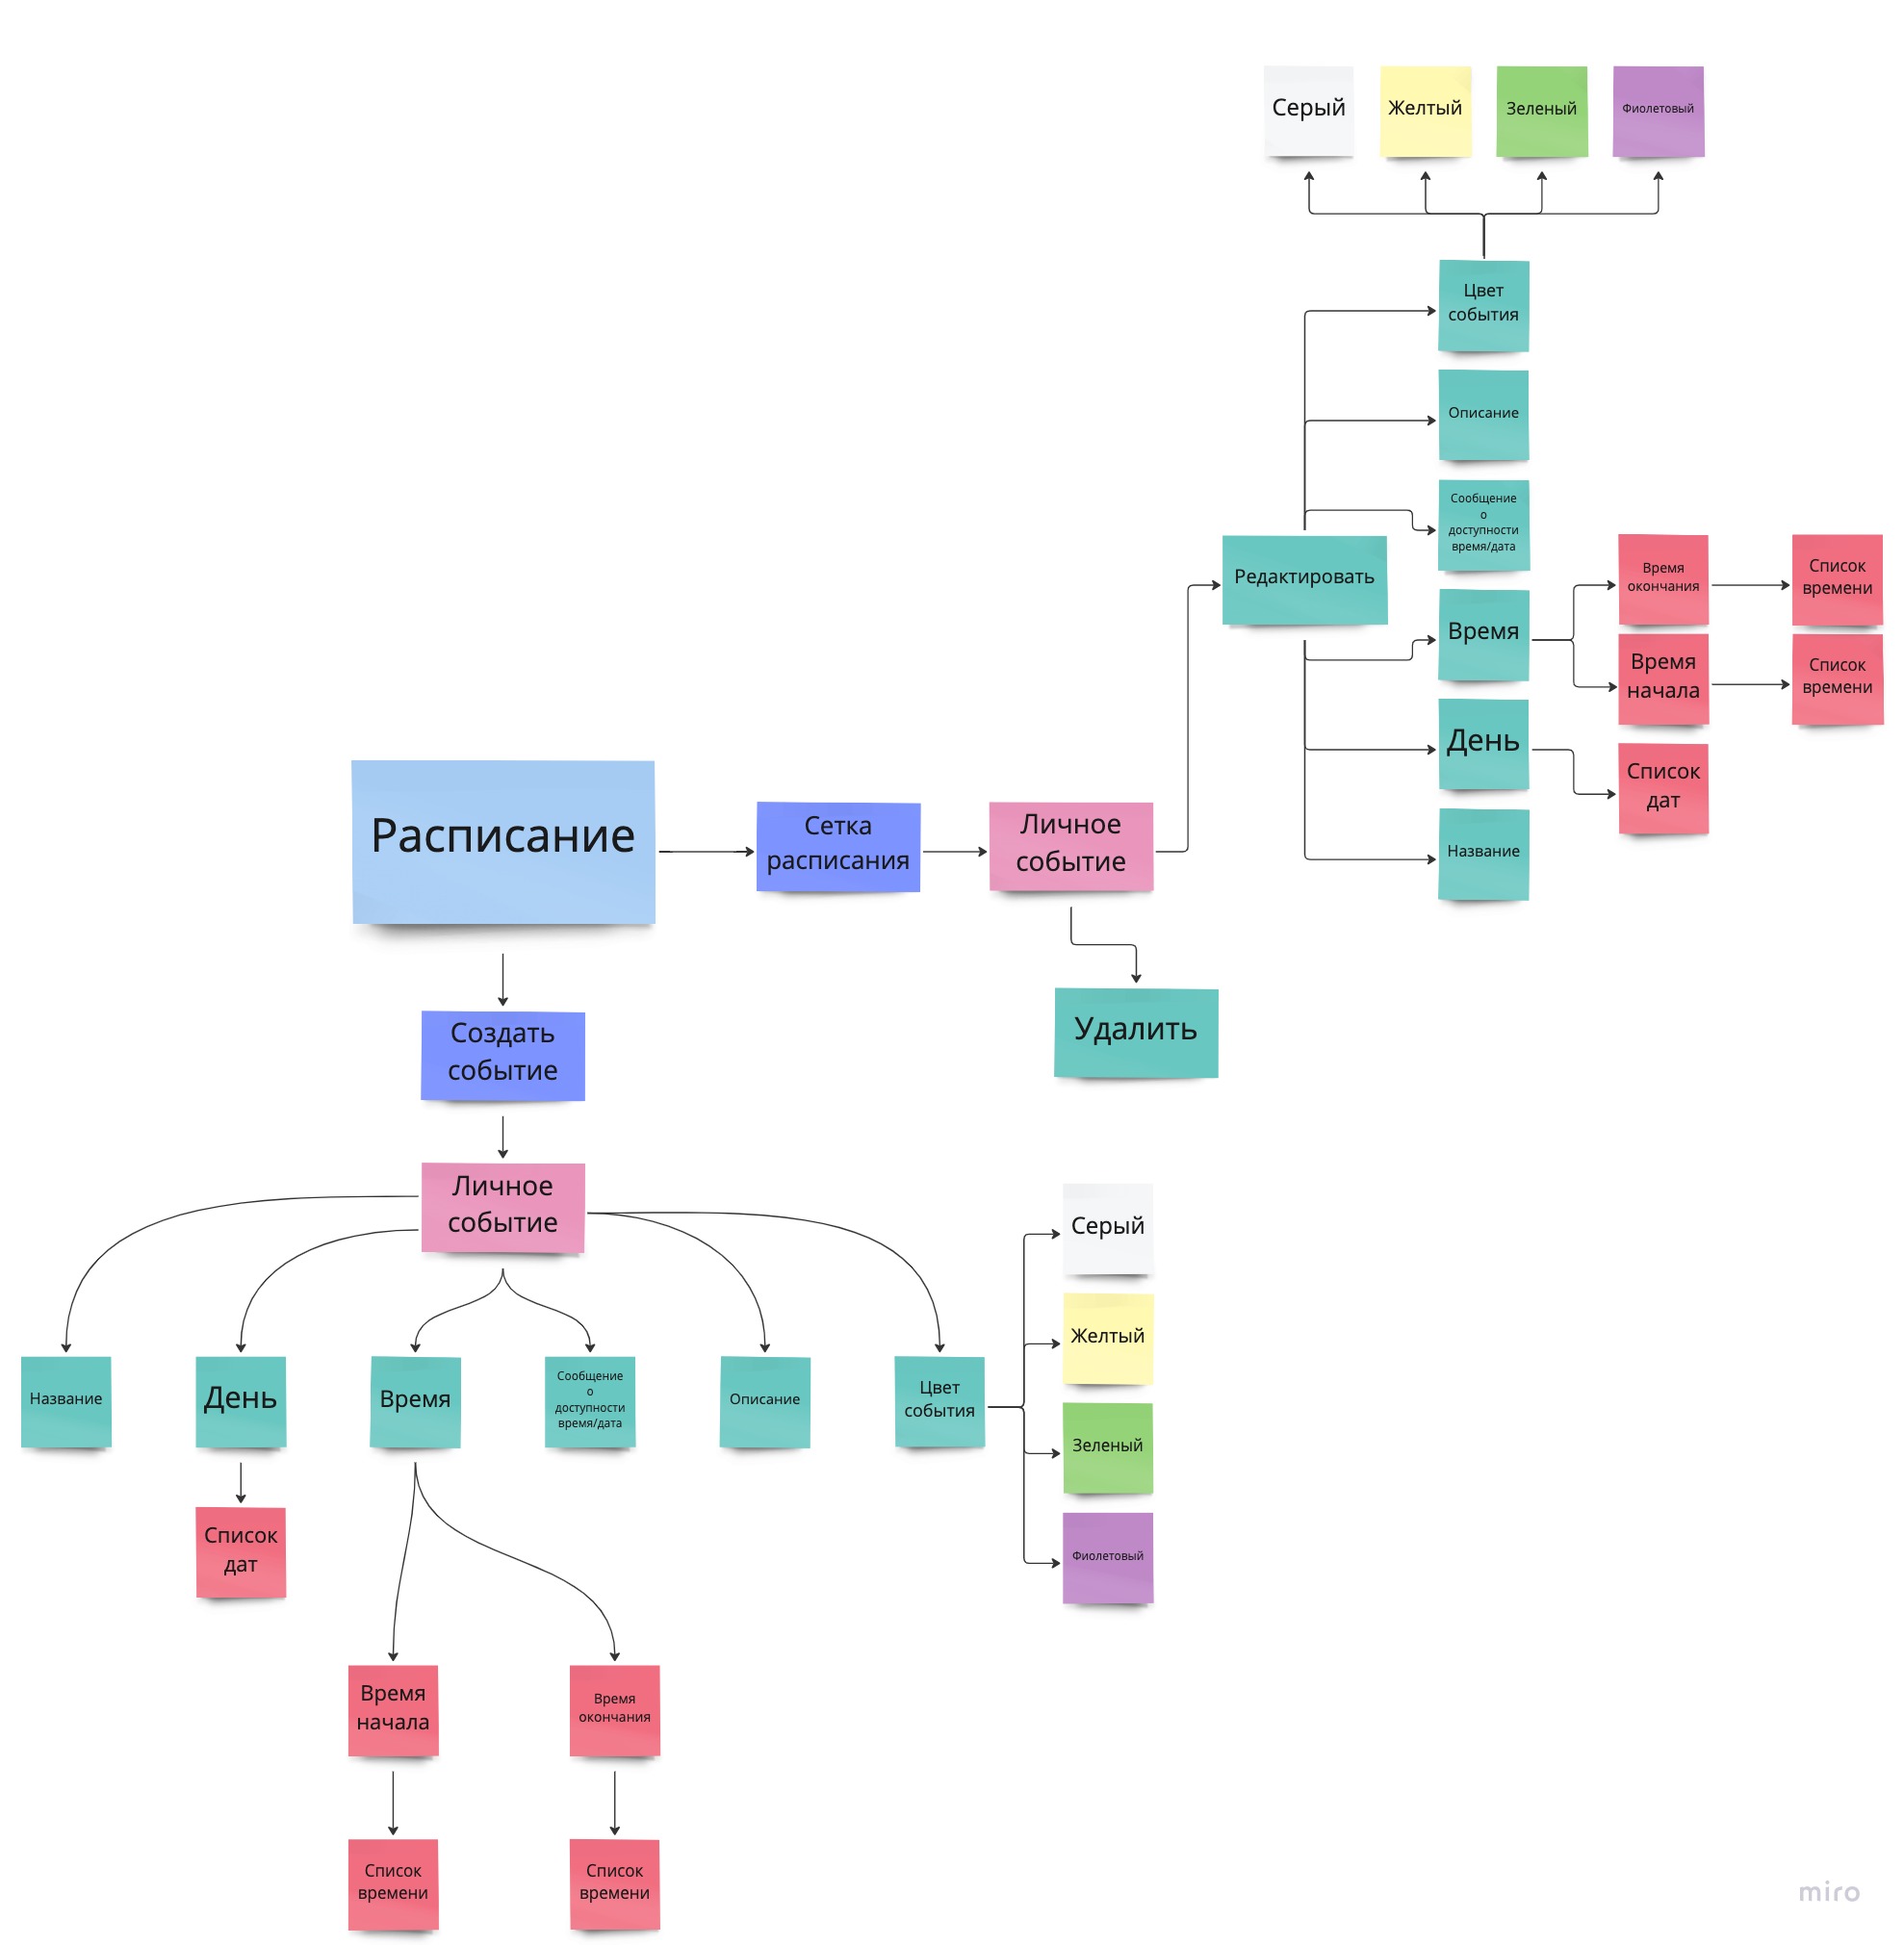 Серый
Желтый
Зеленый
Фиолетовый
Цвет
события
Описание
Сообщение
о
доступности
время/дата
Редактировать
Время
окончания
Список
времени
Время
Время
начала
Список
времени
День
Список
дат
Название
Расписание
Сетка
расписания
Личное
событие
Удалить
Создать
событие
Личное
событие
Название
День
Время
Сообщение
о
доступности
время/дата
Описание
Цвет
события
Серый
Желтый
Зеленый
Фиолетовый
Список
дат
Время
начала
Время
окончания
Список
времени
Список
времени
miro